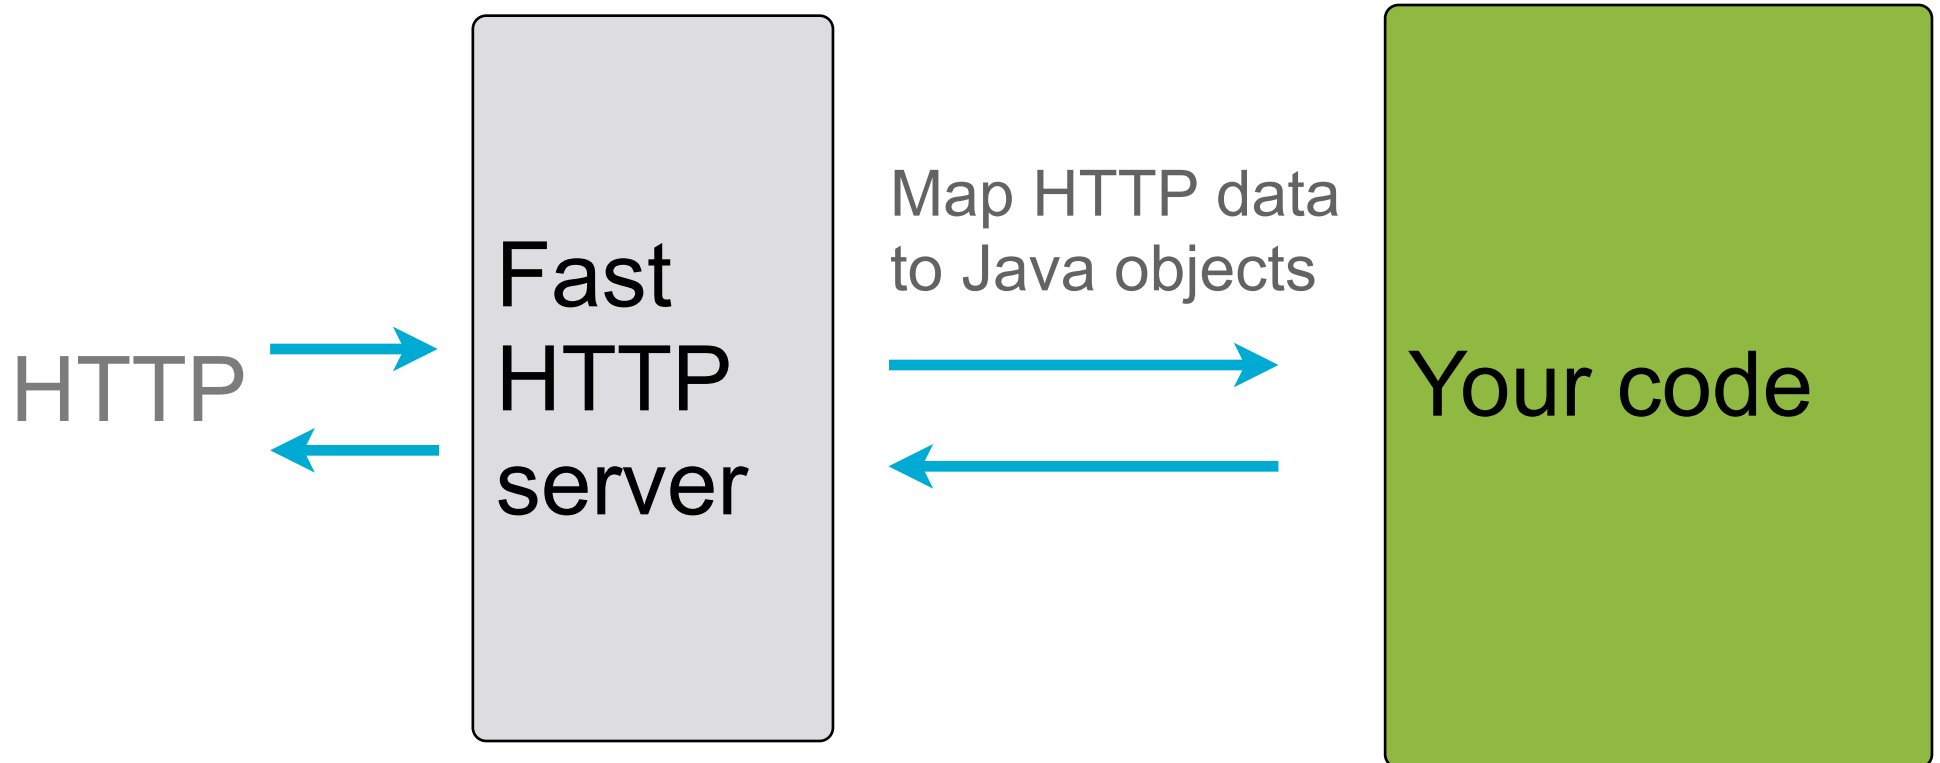 HTTP
Fast
HTTP
server
Map HTTP data
to Java objects
Your code